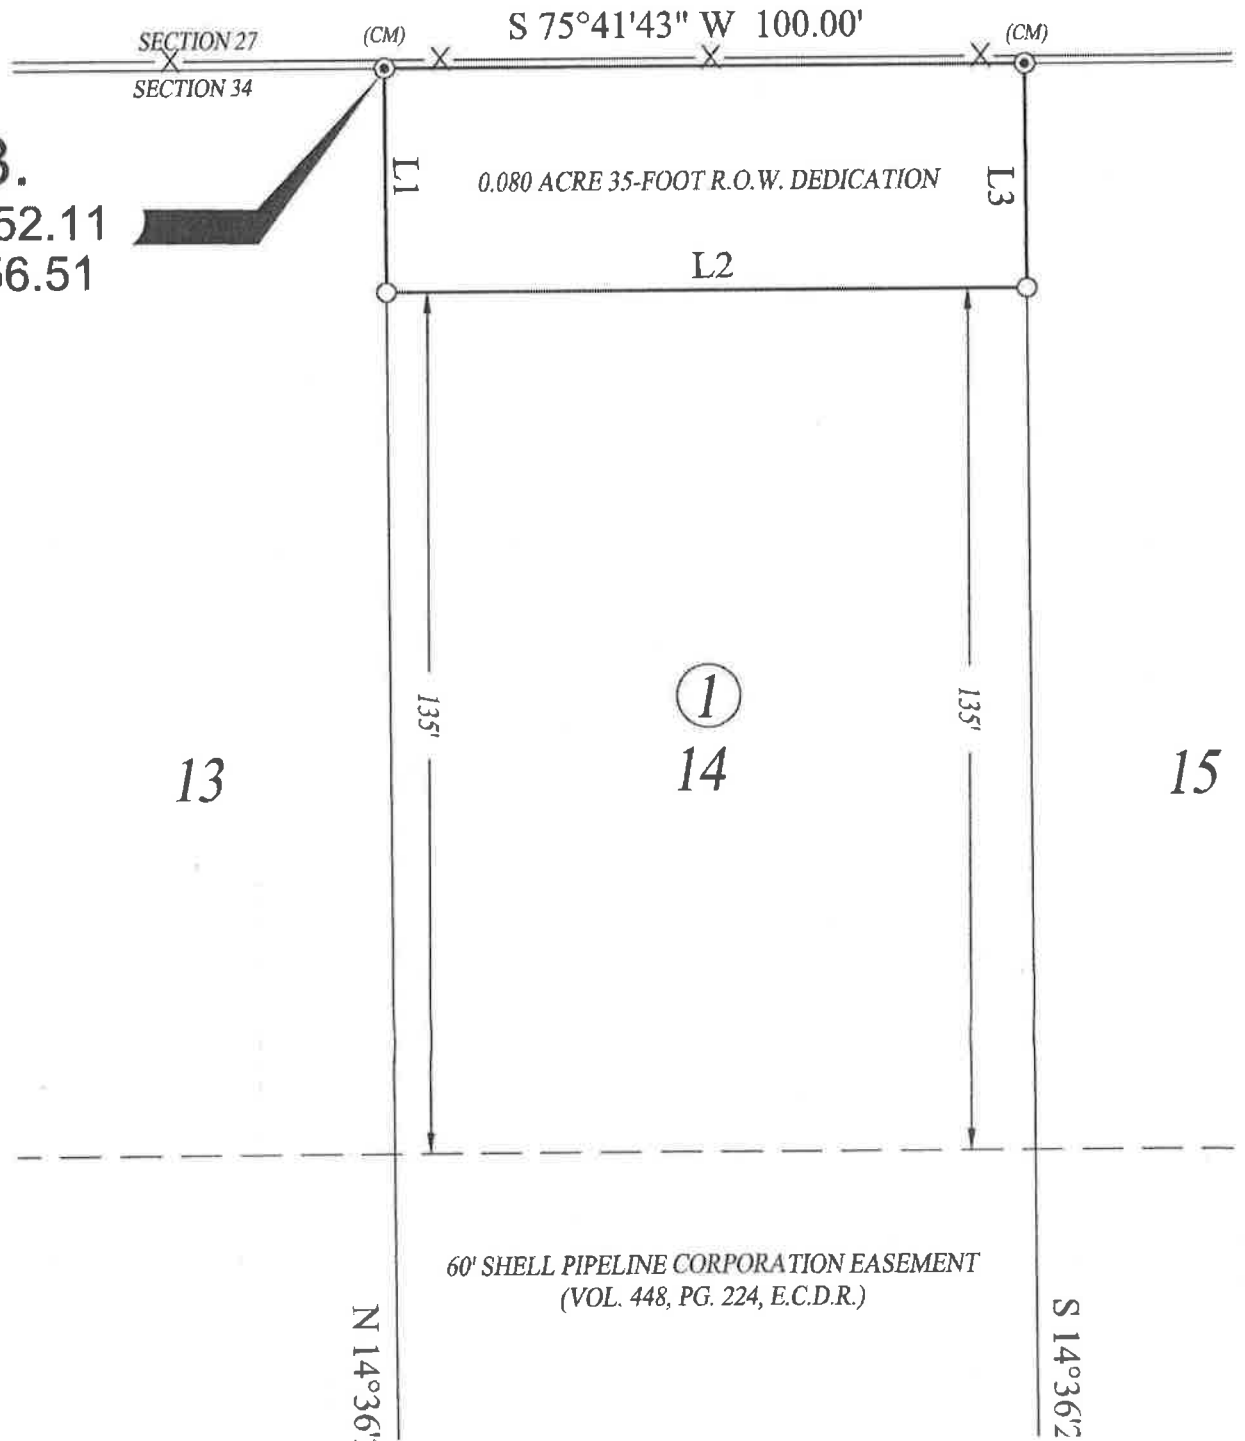 S 75°41'43" W 100.00'
SECTION 27
(CM)
(CM)
SECTION 34
B.
52.11
56.51
L1
0.080 ACRE 35-FOOT R.O.W. DEDICATION
L3
L2
135'
1
135'
13
14
15
60' SHELL PIPELINE CORPORATION EASEMENT
(VOL. 448, PG. 224, E.C.D.R.)
N 14°36'
S 14°36'2